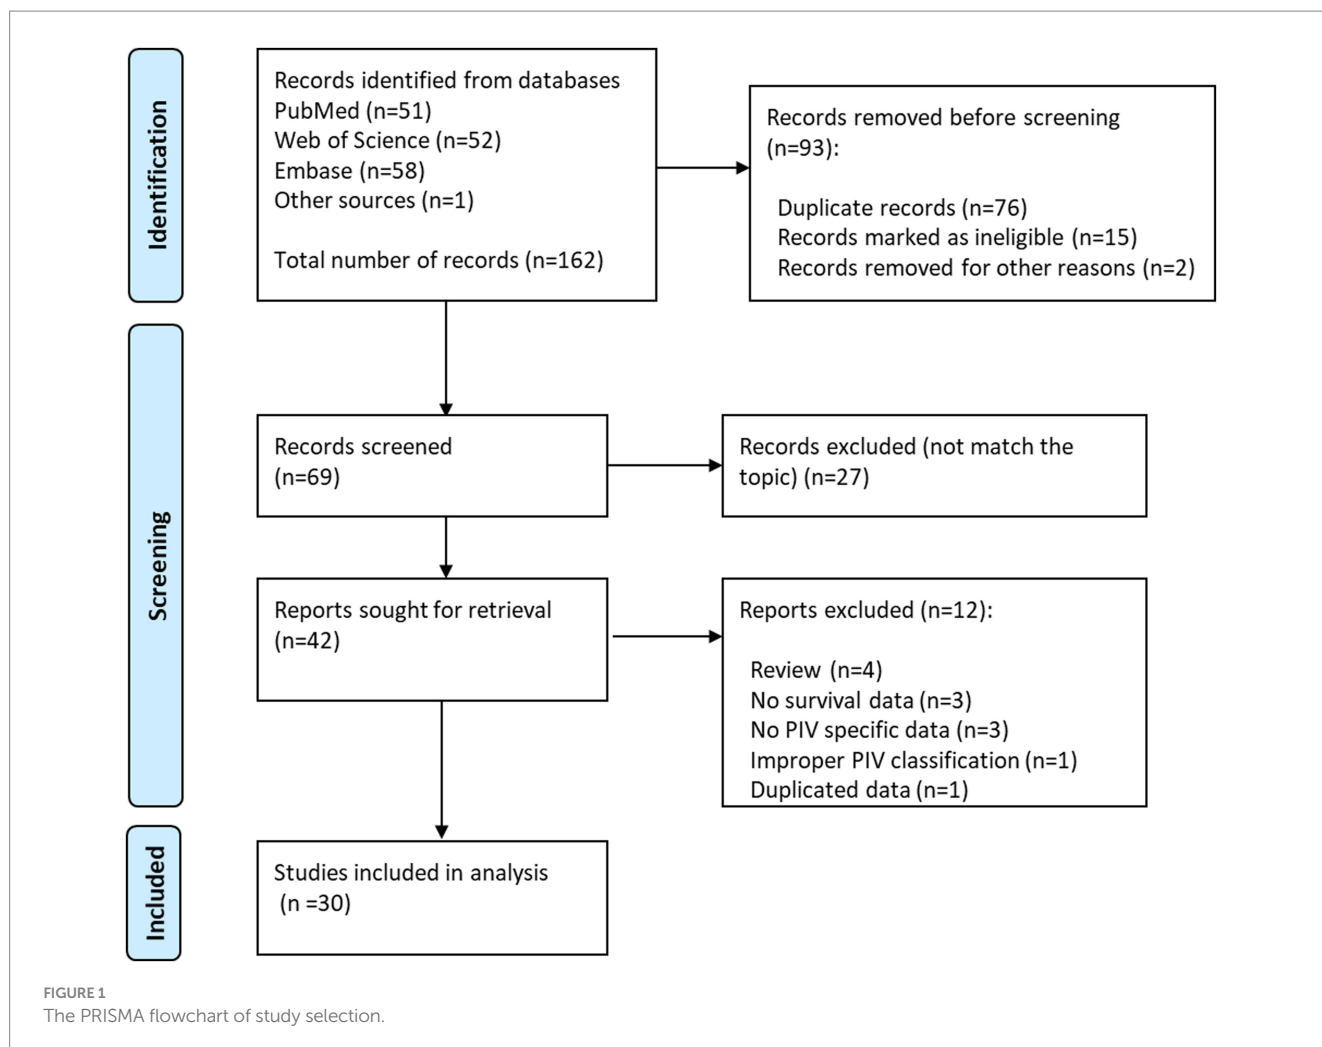 Identification
Records identified from databases
PubMed (n=51)
Web of Science (n=52)
Embase (n=58)
Other sources (n=1)
Total number of records (n=162)
Records removed before screening
(n=93):
Duplicate records (n=76)
Records marked as ineligible (n=15)
Records removed for other reasons (n=2)
Screening
Records screened
(n=69)
Records excluded (not match the
topic) (n=27)
Reports sought for retrieval
(n=42)
Reports excluded (n=12):
Review (n=4)
No survival data (n=3)
No PIV specific data (n=3)
Improper PIV classification (n=1)
Duplicated data (n=1)
Included
Studies included in analysis
(n =30)
FIGURE 1
The PRISMA flowchart of study selection.